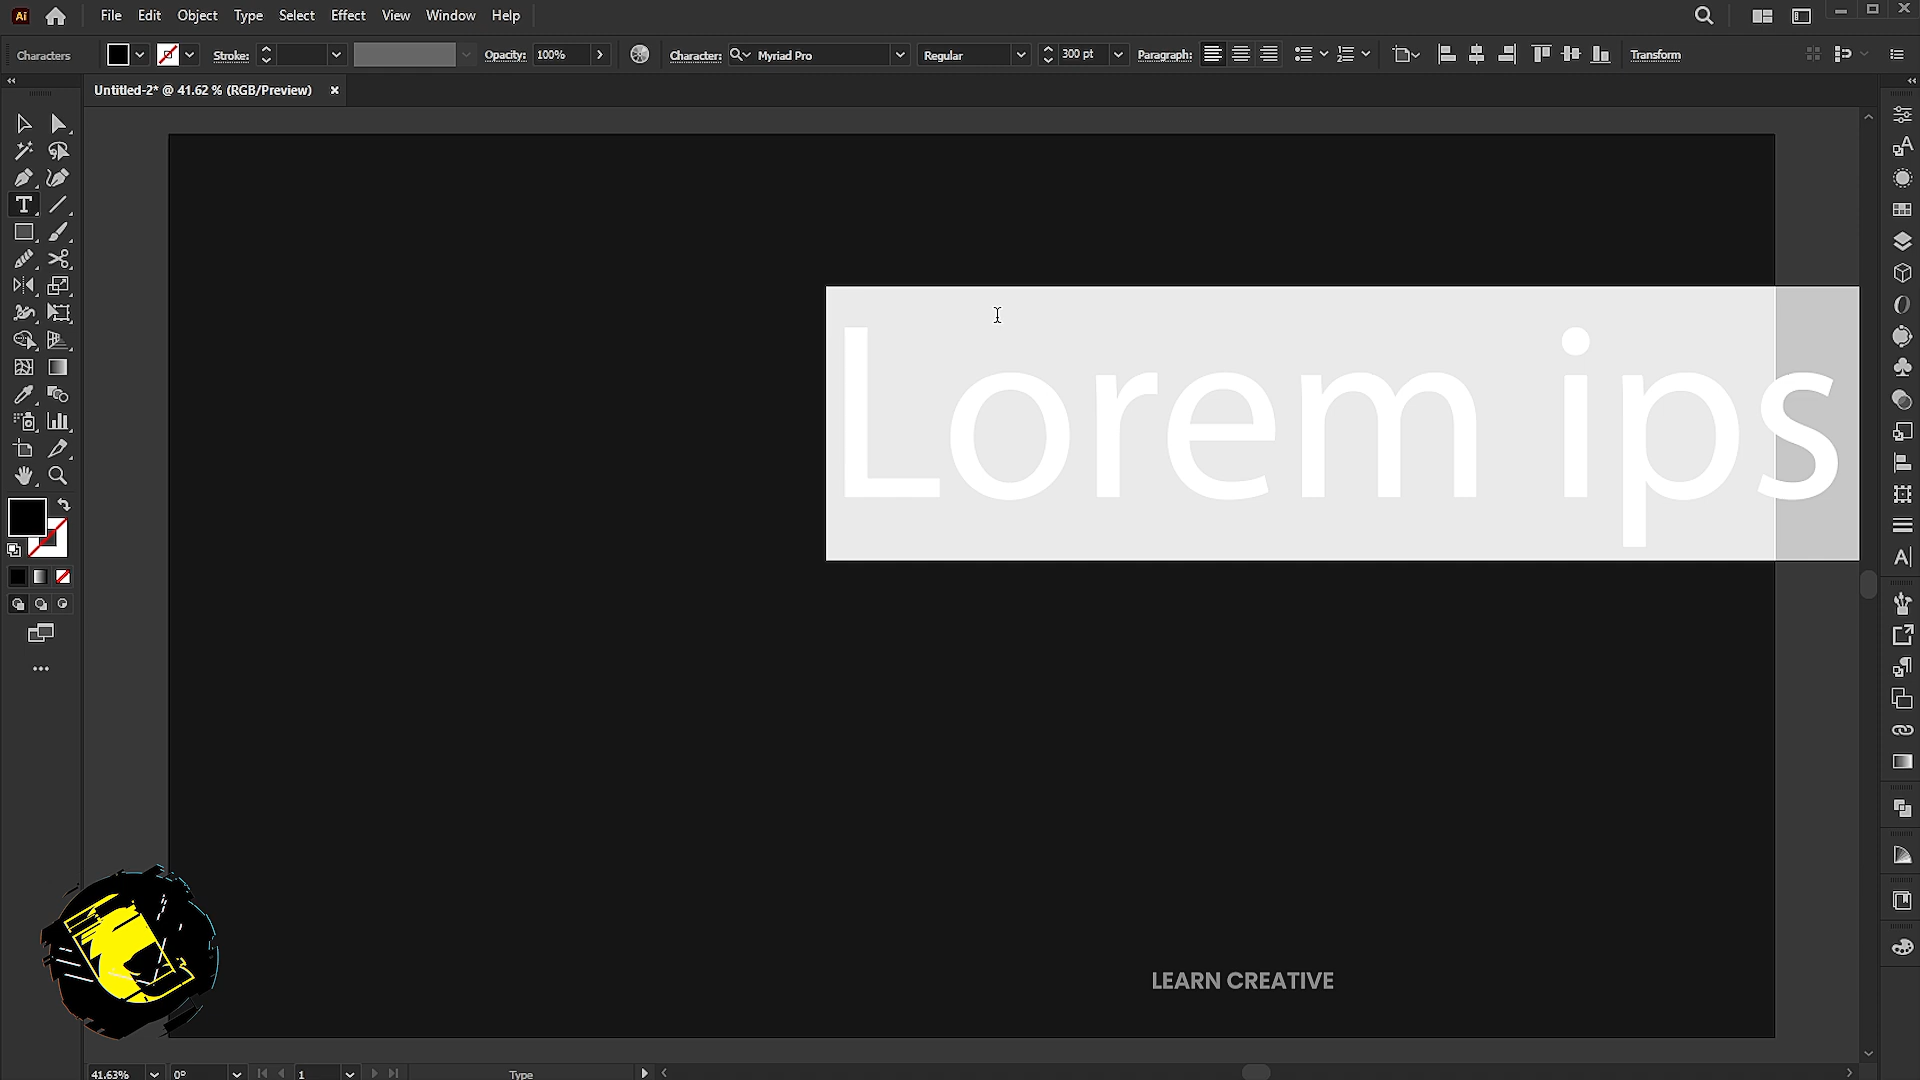 Ai File Edit Object Type Select Effect View Window Help
Characters Stroke: Opacity: 100% Character: Myriad Pro Regular 300 pt Paragraph: Transform
Untitled-2* @ 41.62 % (RGB/Preview) ×
Lorem ips
LEARN CREATIVE
41.63% 0° 1 Type